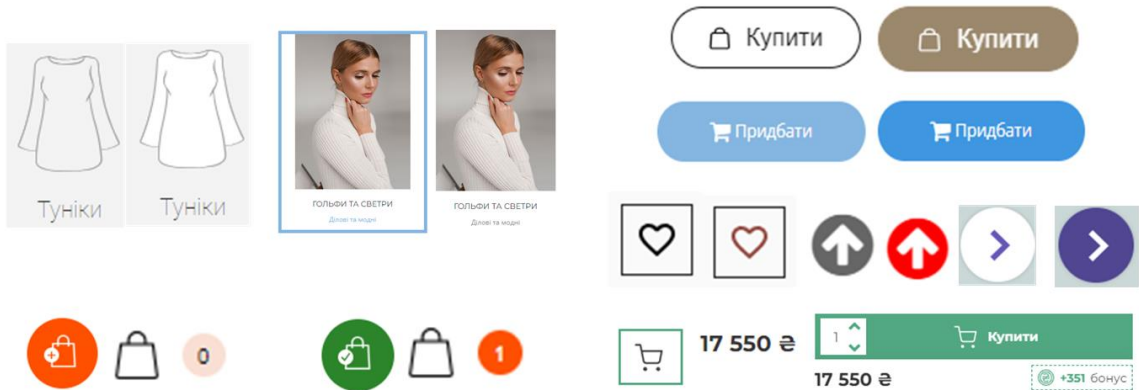 Купити
Купити
Придбати
Придбати
Туніки
Туніки
ГОЛЬФИ ТА СВЕТРИ
Ділові та модні
ГОЛЬФИ ТА СВЕТРИ
Ділові та модні
0
1
17 550 ₴
1
Купити
17 550 ₴
+351 бонус